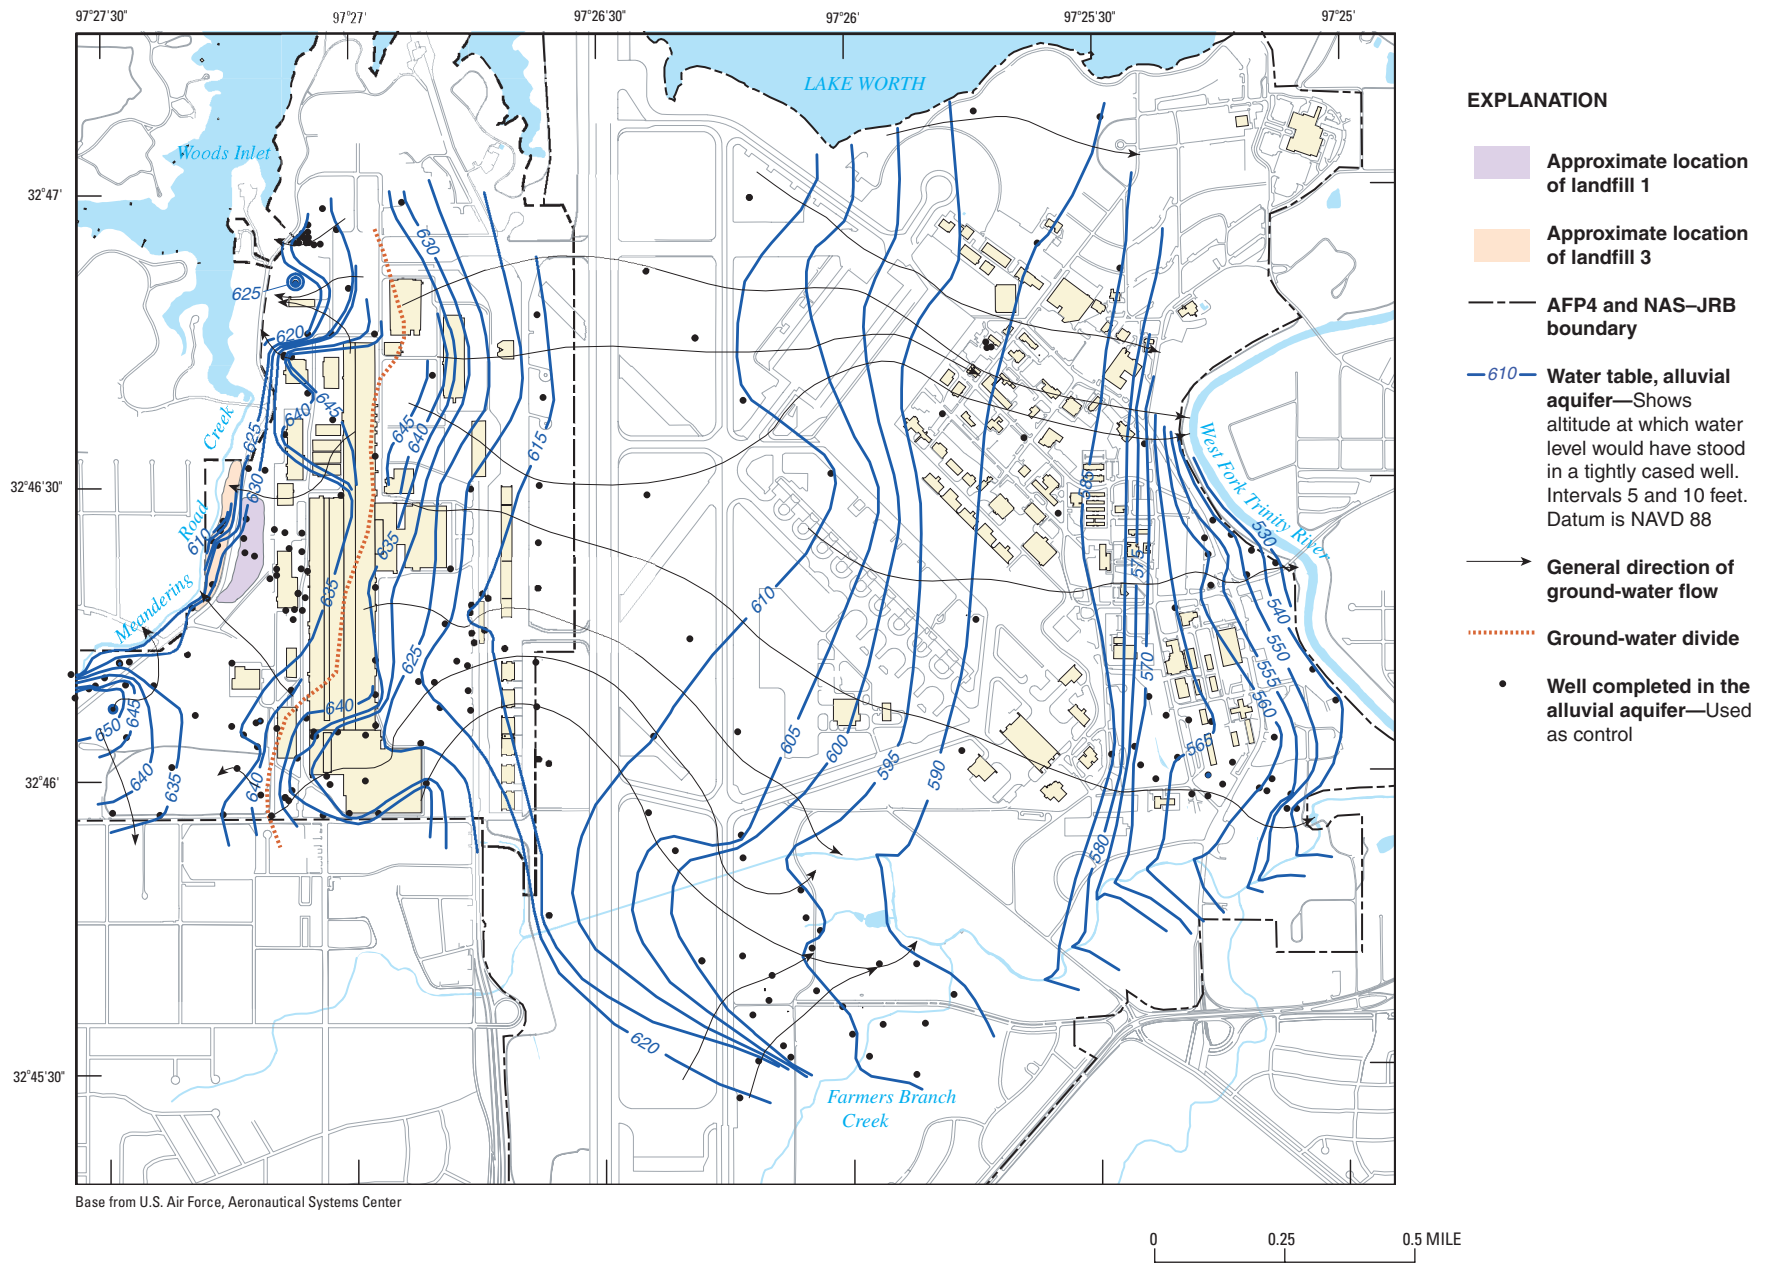 97°27'30"
97°27'
97°26'30"
97°26'
97°25'30"
97°25'
LAKE WORTH
Woods Inlet
32°47'
630
625
620
645
640
645
640
625
615
630
32°46'30"
Creek
Road
Meandering
610
585
West Fork Trinity River
530
635
635
575
610
540
550
570
625
555
560
640
650
645
605
600
565
595
590
640
635
640
32°46'
580
620
32°45'30"
Farmers Branch
Creek
Base from U.S. Air Force, Aeronautical Systems Center
EXPLANATION
Approximate location
of landfill 1
Approximate location
of landfill 3
AFP4 and NAS–JRB
boundary
610
Water table, alluvial
aquifer—Shows
altitude at which water
level would have stood
in a tightly cased well.
Intervals 5 and 10 feet.
Datum is NAVD 88
General direction of
ground-water flow
Ground-water divide
Well completed in the
alluvial aquifer—Used
as control
0
0.25
0.5 MILE